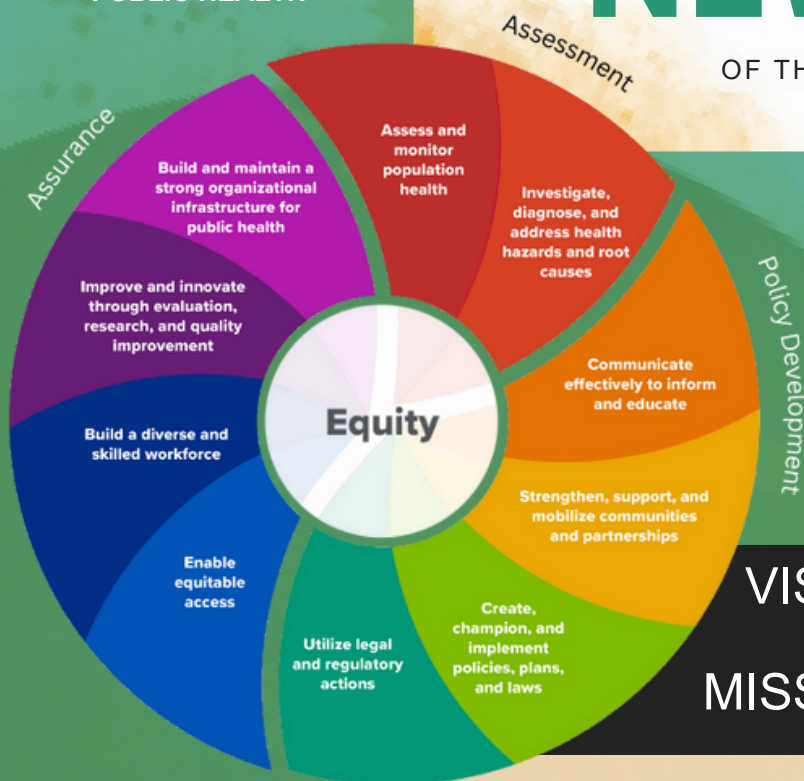 PUBLIC HEALTH
NEW
OF TH
Assessment
Assurance
Policy Development
Assess and
monitor
population
health
Investigate,
diagnose, and
address health
hazards and root
causes
Communicate
effectively to inform
and educate
Strengthen, support, and
mobilize communities
and partnerships
Create,
champion, and
implement
policies, plans,
and laws
Utilize legal
and regulatory
actions
Enable
equitable
access
Build a diverse and
skilled workforce
Improve and innovate
through evaluation,
research, and quality
improvement
Build and maintain a
strong organizational
infrastructure for
public health
Equity
VIS
MISS